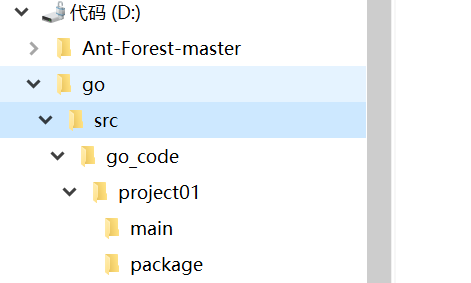 代码 (D:)
Ant-Forest-master
go
src
go_code
project01
main
package